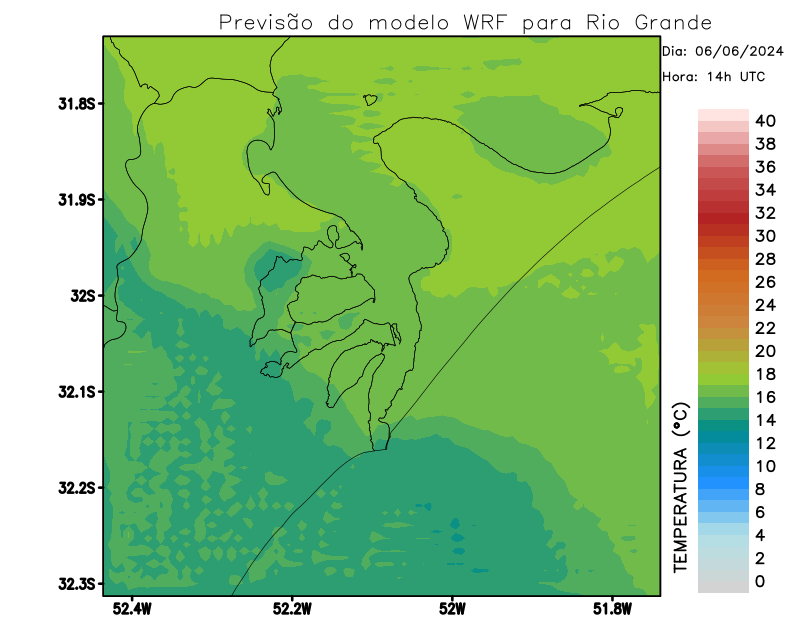 Previsão do modelo WRF para Rio Grande
Dia: 06/06/2024
Hora: 14h UTC
31.8S
31.9S
32S
32.1S
32.2S
32.3S
52.4W
52.2W
52W
51.8W
TEMPERATURA (°C)
40
38
36
34
32
30
28
26
24
22
20
18
16
14
12
10
8
6
4
2
0